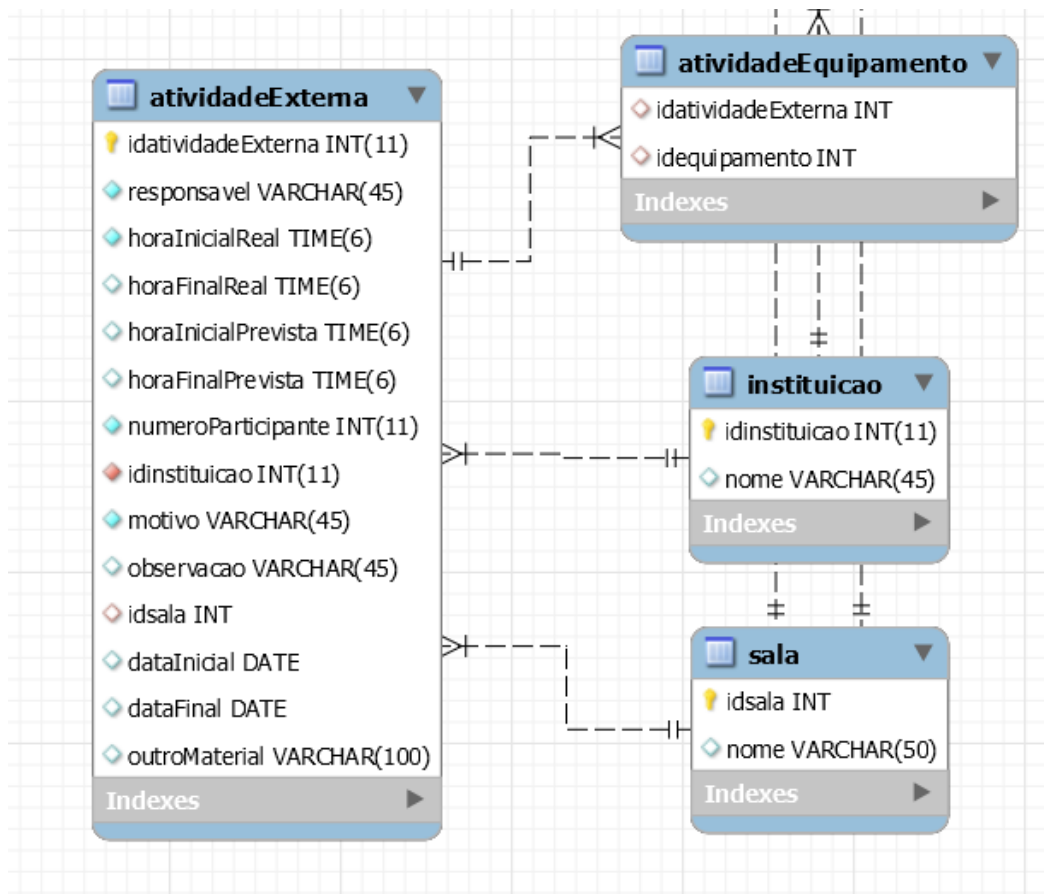 atividadeExterna
idatividadeExterna INT(11)
responsavel VARCHAR(45)
horaInicialReal TIME(6)
horaFinalReal TIME(6)
horaInicialPrevista TIME(6)
horaFinalPrevista TIME(6)
numeroParticipante INT(11)
idinstituicao INT(11)
motivo VARCHAR(45)
observacao VARCHAR(45)
idsala INT
dataInicial DATE
dataFinal DATE
outroMaterial VARCHAR(100)
Indexes
atividadeEquipamento
idatividadeExterna INT
idequipamento INT
Indexes
instituicao
idinstituicao INT(11)
nome VARCHAR(45)
Indexes
sala
idsala INT
nome VARCHAR(50)
Indexes